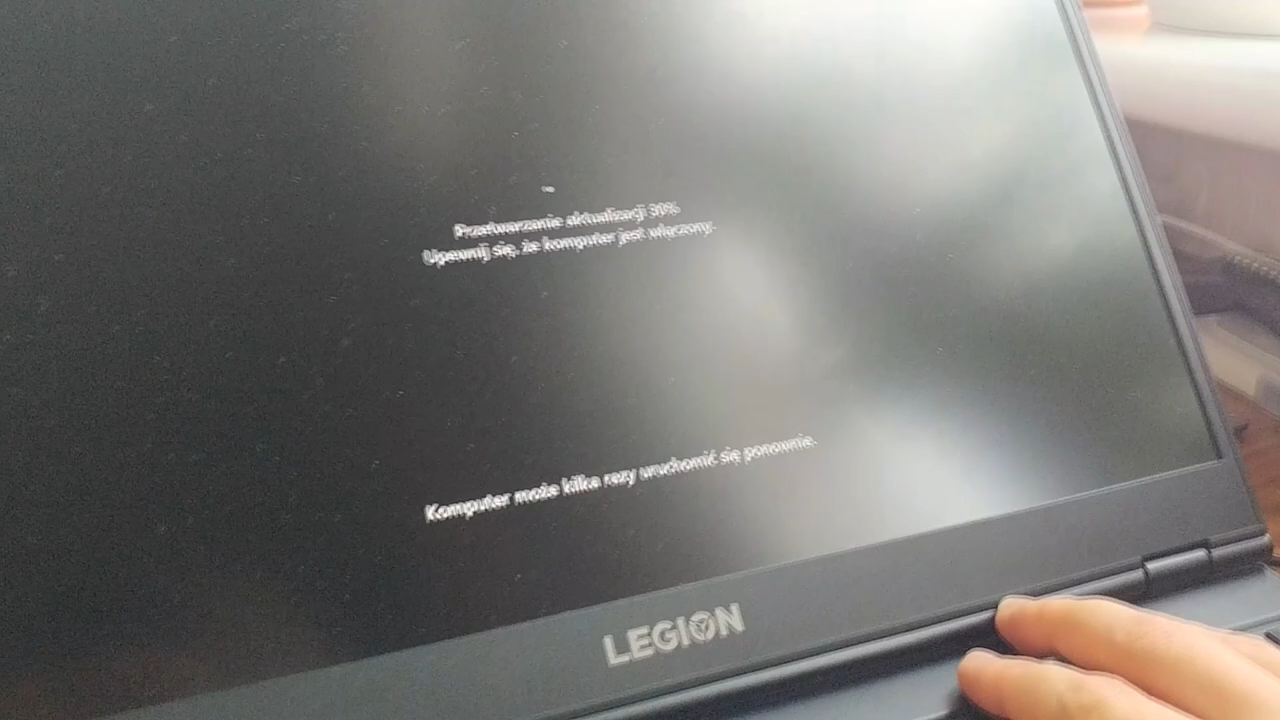 Przetwarzanie aktualizacji 30%
Upewnij się, że komputer jest włączony.
Komputer może kilka razy uruchomić się ponownie.
LEGION